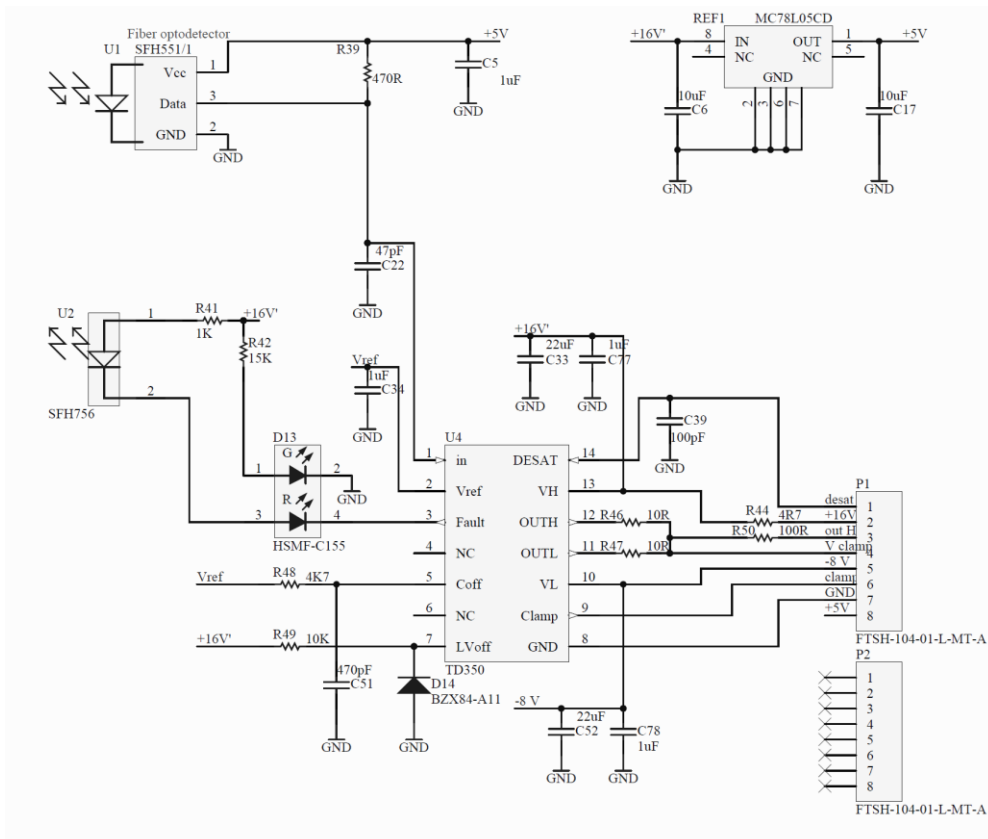 Fiber optodetector
U1 SFH551/1
Vcc 1
Data 3
GND 2
GND
R39
470R
+5V
C5
1uF
GND
REF1 MC78L05CD
+16V' 8 IN OUT 1 +5V
4 NC NC 5
GND
2 3 6 7
10uF
C6
10uF
C17
GND
GND
47pF
C22
GND
U2
1
R41
1K
+16V'
R42
15K
2
SFH756
Vref
1uF
C34
GND
+16V'
22uF
C33
1uF
C77
GND
GND
C39
100pF
GND
D13
G
1 2
GND
R
3 4
HSMF-C155
U4
1 in DESAT 14
2 Vref VH 13
3 Fault OUTH 12
4 NC OUTL 11
5 Coff VL 10
6 NC Clamp 9
7 LVoff GND 8
TD350
R46 10R
R47 10R
R44 4R7
R50 100R
Vref R48 4K7
+16V' R49 10K
470pF
C51
GND
D14
BZX84-A11
GND
-8 V
22uF
C52
C78
1uF
GND
GND
P1
desat 1
+16V 2
out H 3
V clamp 4
-8 V 5
clamp 6
GND 7
+5V 8
FTSH-104-01-L-MT-A
P2
1
2
3
4
5
6
7
8
FTSH-104-01-L-MT-A